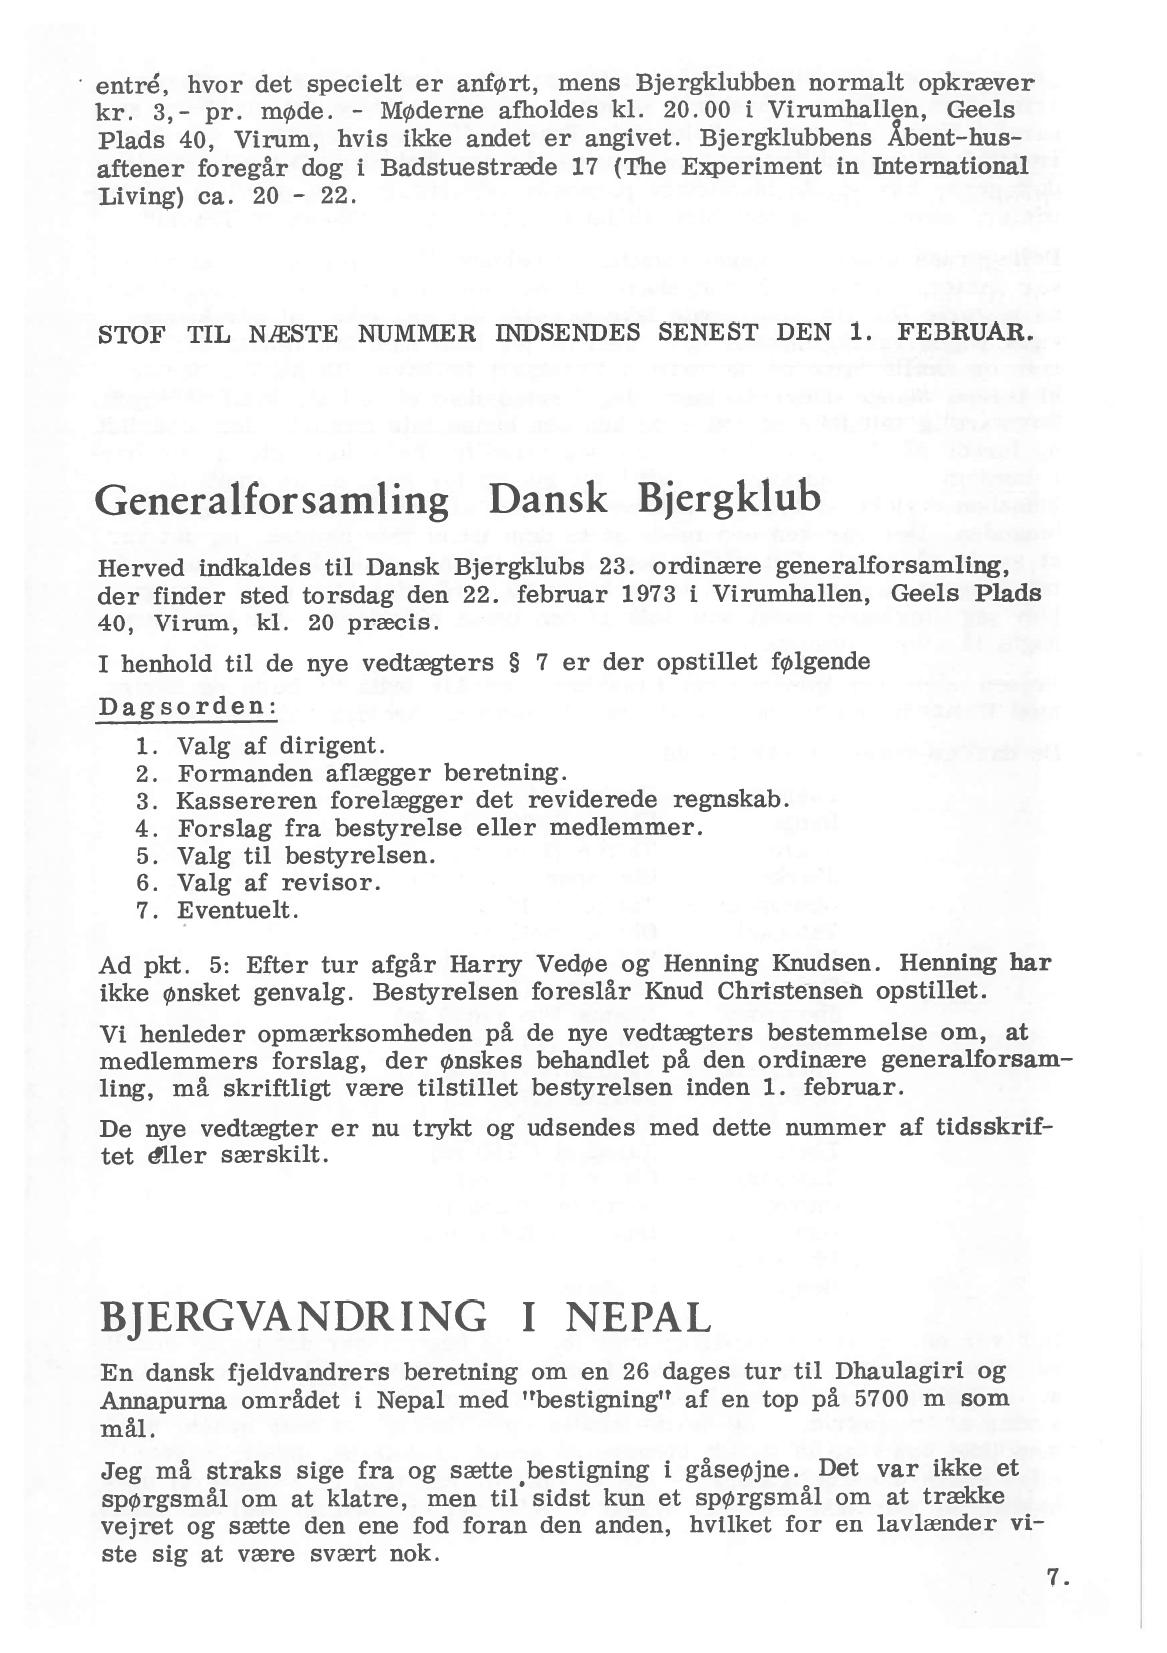 entré, hvor det specielt er anført, mens Bjergklubben normalt opkræver
kr. 3,- pr. møde. - Møderne afholdes kl. 20.00 i Virumhallen, Geels
Plads 40, Virum, hvis ikke andet er angivet. Bjergklubbens Åbent-hus-
aftener foregår dog i Badstuestræde 17 (The Experiment in International
Living) ca. 20 - 22.
STOF TIL NÆSTE NUMMER INDSENDES SENEST DEN 1. FEBRUAR.
Generalforsamling Dansk Bjergklub
Herved indkaldes til Dansk Bjergklubs 23. ordinære generalforsamling,
der finder sted torsdag den 22. februar 1973 i Virumhallen, Geels Plads
40, Virum, kl. 20 præcis.
I henhold til de nye vedtægters § 7 er der opstillet følgende
Dagsorden:
1. Valg af dirigent.
2. Formanden aflægger beretning.
3. Kassereren forelægger det reviderede regnskab.
4. Forslag fra bestyrelse eller medlemmer.
5. Valg til bestyrelsen.
6. Valg af revisor.
7. Eventuelt.
Ad pkt. 5: Efter tur afgår Harry Vedøe og Henning Knudsen. Henning har
ikke ønsket genvalg. Bestyrelsen foreslår Knud Christensen opstillet.
Vi henleder opmærksomheden på de nye vedtægters bestemmelse om, at
medlemmers forslag, der ønskes behandlet på den ordinære generalforsam-
ling, må skriftligt være tilstillet bestyrelsen inden 1. februar.
De nye vedtægter er nu trykt og udsendes med dette nummer af tidsskrif-
tet eller særskilt.
BJERGVANDRING I NEPAL
En dansk fjeldvandrers beretning om en 26 dages tur til Dhaulagiri og
Annapurna området i Nepal med "bestigning" af en top på 5700 m som
mål.
Jeg må straks sige fra og sætte bestigning i gåseøjne. Det var ikke et
spørgsmål om at klatre, men til sidst kun et spørgsmål om at trække
vejret og sætte den ene fod foran den anden, hvilket for en lavlænder vi-
ste sig at være svært nok.
7.